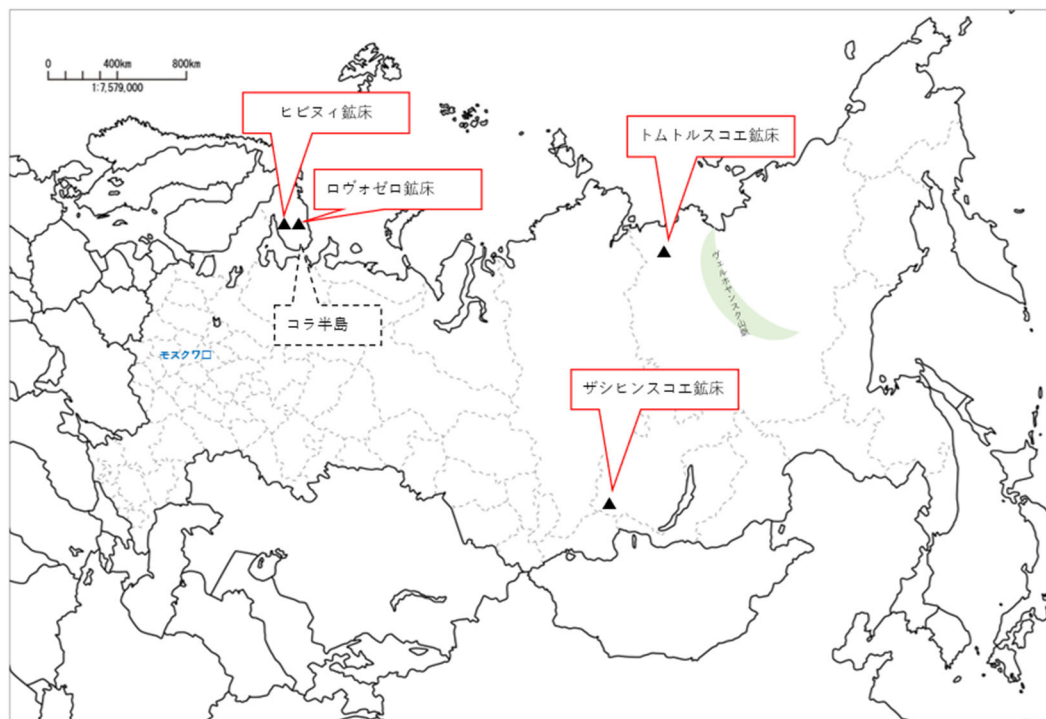 0 400km 800km
1:7,579,000
ヒビヌィ鉱床
トムトルスコエ鉱床
ロヴォゼロ鉱床
ヴェルホヤンスク山脈
コラ半島
モスクワ□
ザシヒンスコエ鉱床